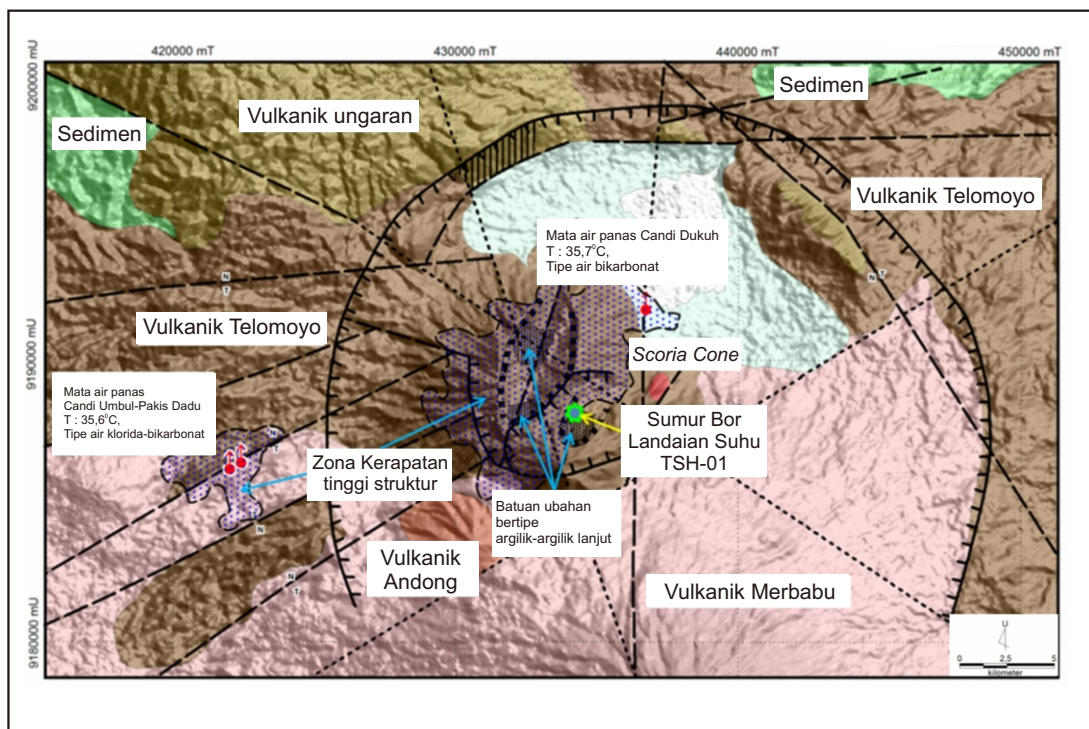 420000 mT
430000 mT
440000 mT
450000 mT
9200000 mU
9190000 mU
9180000 mU
Sedimen
Vulkanik ungaran
Sedimen
Vulkanik Telomoyo
Mata air panas Candi Dukuh
T : 35,7°C,
Tipe air bikarbonat
N
T
N
T
Vulkanik Telomoyo
Scoria Cone
Mata air panas
Candi Umbul-Pakis Dadu
T : 35,6°C,
Tipe air klorida-bikarbonat
N
T
Zona Kerapatan
tinggi struktur
Sumur Bor
Landaian Suhu
TSH-01
Batuan ubahan
bertipe
argilik-argilik lanjut
N
N
T
Vulkanik
Andong
Vulkanik Merbabu
U
0 2,5 5
kilometer